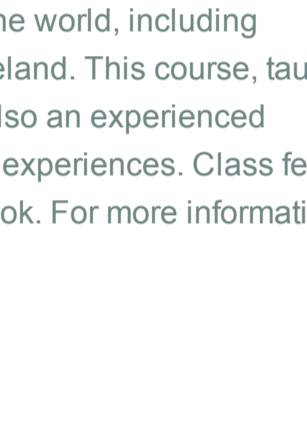 he world, including
eland. This course, tau
lso an experienced
experiences. Class fe
ok. For more informati